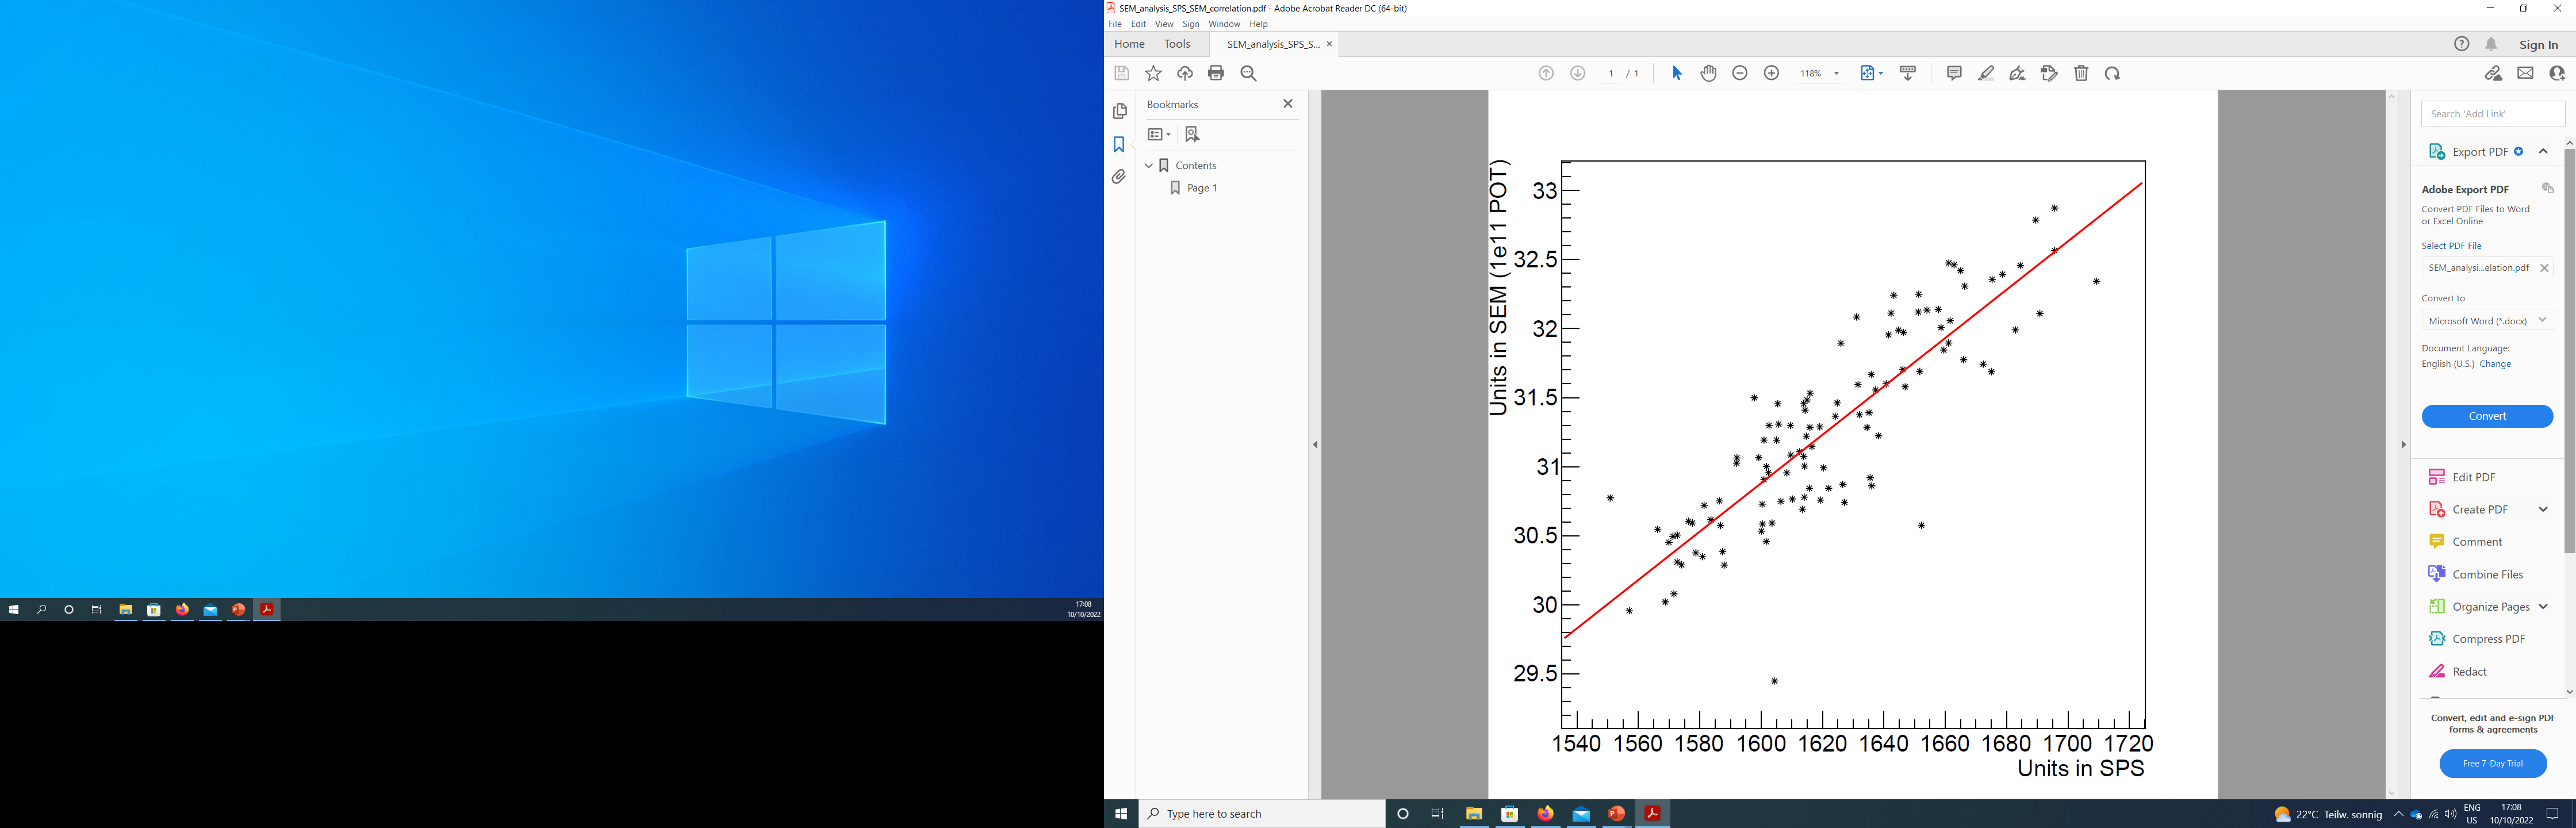 SEM_analysis_SPS_SEM_correlation.pdf - Adobe Acrobat Reader DC (64-bit)
File Edit View Sign Window Help
Home Tools SEM_analysis_SPS_S... ×
Sign In
1 / 1
118%
Bookmarks
Contents
Page 1
Units in SEM (1e11 POT)
33
32.5
32
31.5
31
30.5
30
29.5
1540 1560 1580 1600 1620 1640 1660 1680 1700 1720
Units in SPS
Search 'Add Link'
Export PDF
Adobe Export PDF
Convert PDF Files to Word
or Excel Online
Select PDF File
SEM_analysi...elation.pdf
Convert to
Microsoft Word (*.docx)
Document Language:
English (U.S.) Change
Convert
Edit PDF
Create PDF
Comment
Combine Files
Organize Pages
Compress PDF
Redact
Convert, edit and e-sign PDF
forms & agreements
Free 7-Day Trial
17:08
10/10/2022
Type here to search
22°C Teilw. sonnig
ENG
US
17:08
10/10/2022